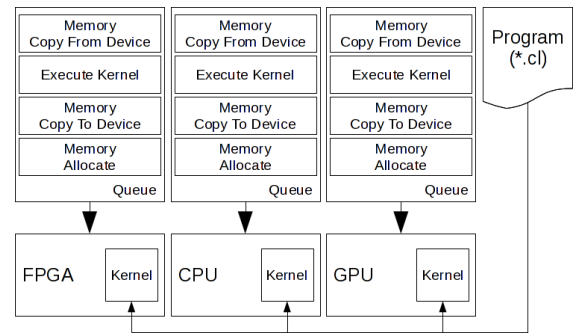 Memory
Copy From Device
Execute Kernel
Memory
Copy To Device
Memory
Allocate
Queue
Memory
Copy From Device
Execute Kernel
Memory
Copy To Device
Memory
Allocate
Queue
Memory
Copy From Device
Execute Kernel
Memory
Copy To Device
Memory
Allocate
Queue
Program
(*.cl)
FPGA
Kernel
CPU
Kernel
GPU
Kernel